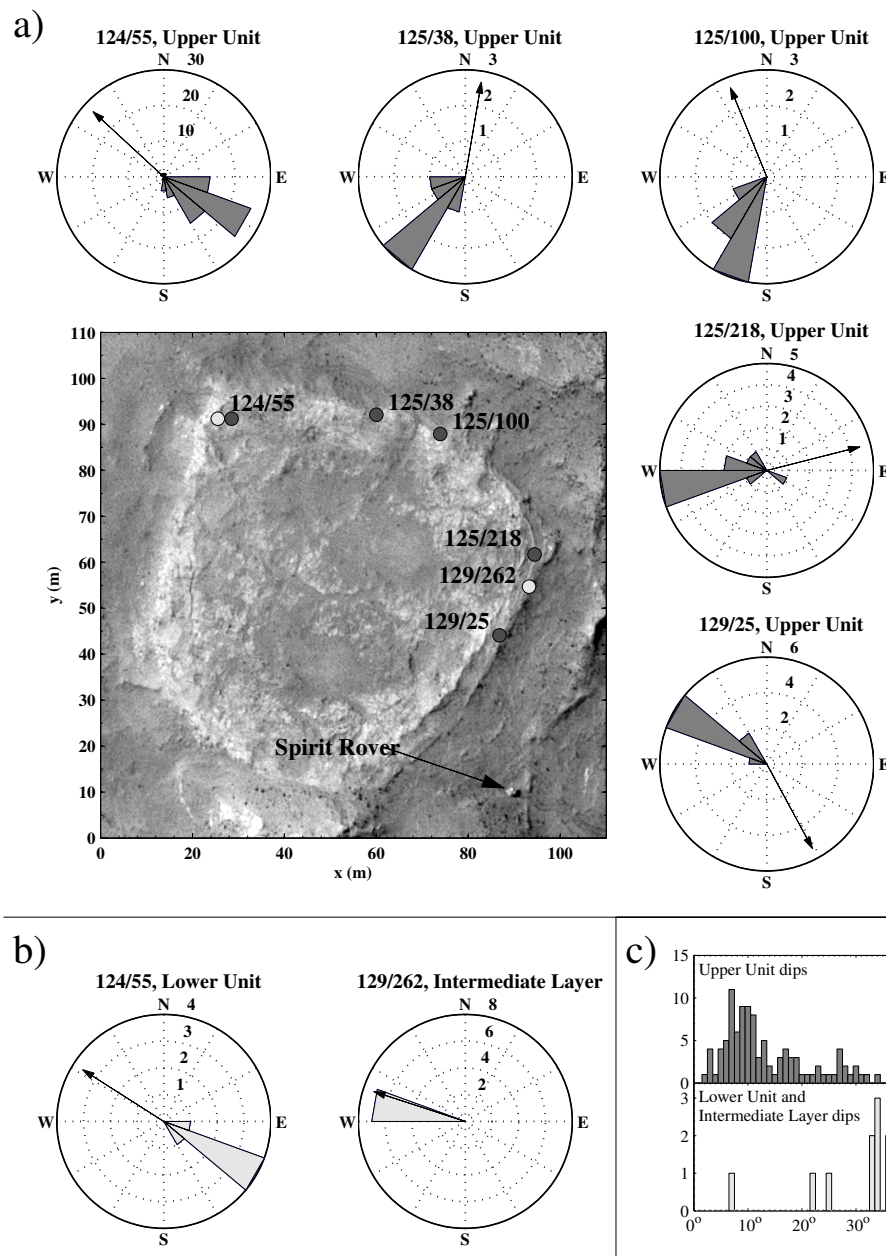 a)
124/55, Upper Unit
N 30
20
10
W E
S
125/38, Upper Unit
N 3
2
1
W E
S
125/100, Upper Unit
N 3
2
1
W E
S
110
100
90
80
70
60
50
40
30
20
10
0
y (m)
0 20 40 60 80 100
x (m)
124/55
125/38
125/100
125/218
129/262
129/25
Spirit Rover
125/218, Upper Unit
N 5
4
3
2
1
W E
S
129/25, Upper Unit
N 6
4
2
W E
S
b)
124/55, Lower Unit
N 4
3
2
1
W E
S
129/262, Intermediate Layer
N 8
6
4
2
W E
S
c)
15
10
5
0
Upper Unit dips
3
2
1
0
Lower Unit and
Intermediate Layer dips
0° 10° 20° 30°